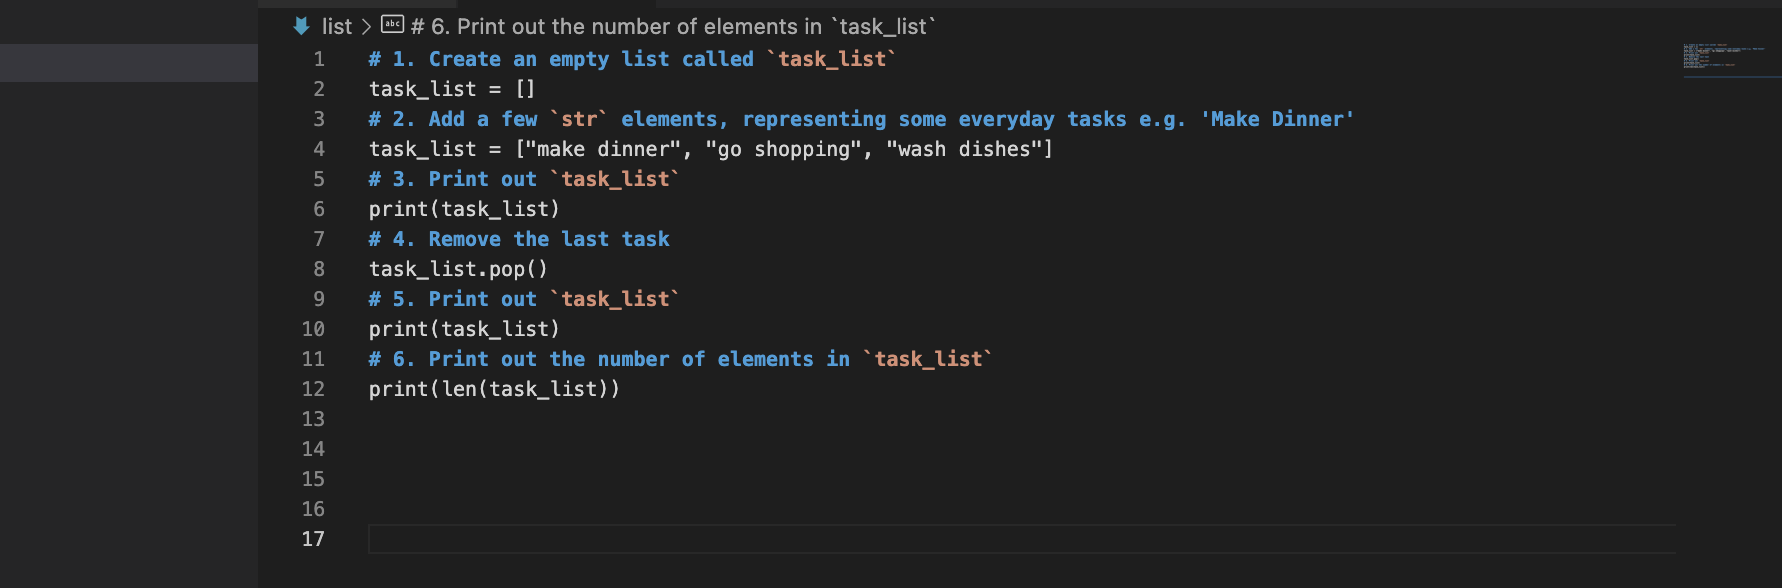 list > abc # 6. Print out the number of elements in `task_list`
1 # 1. Create an empty list called `task_list`
2 task_list = []
3 # 2. Add a few `str` elements, representing some everyday tasks e.g. 'Make Dinner'
4 task_list = ["make dinner", "go shopping", "wash dishes"]
5 # 3. Print out `task_list`
6 print(task_list)
7 # 4. Remove the last task
8 task_list.pop()
9 # 5. Print out `task_list`
10 print(task_list)
11 # 6. Print out the number of elements in `task_list`
12 print(len(task_list))
13
14
15
16
17